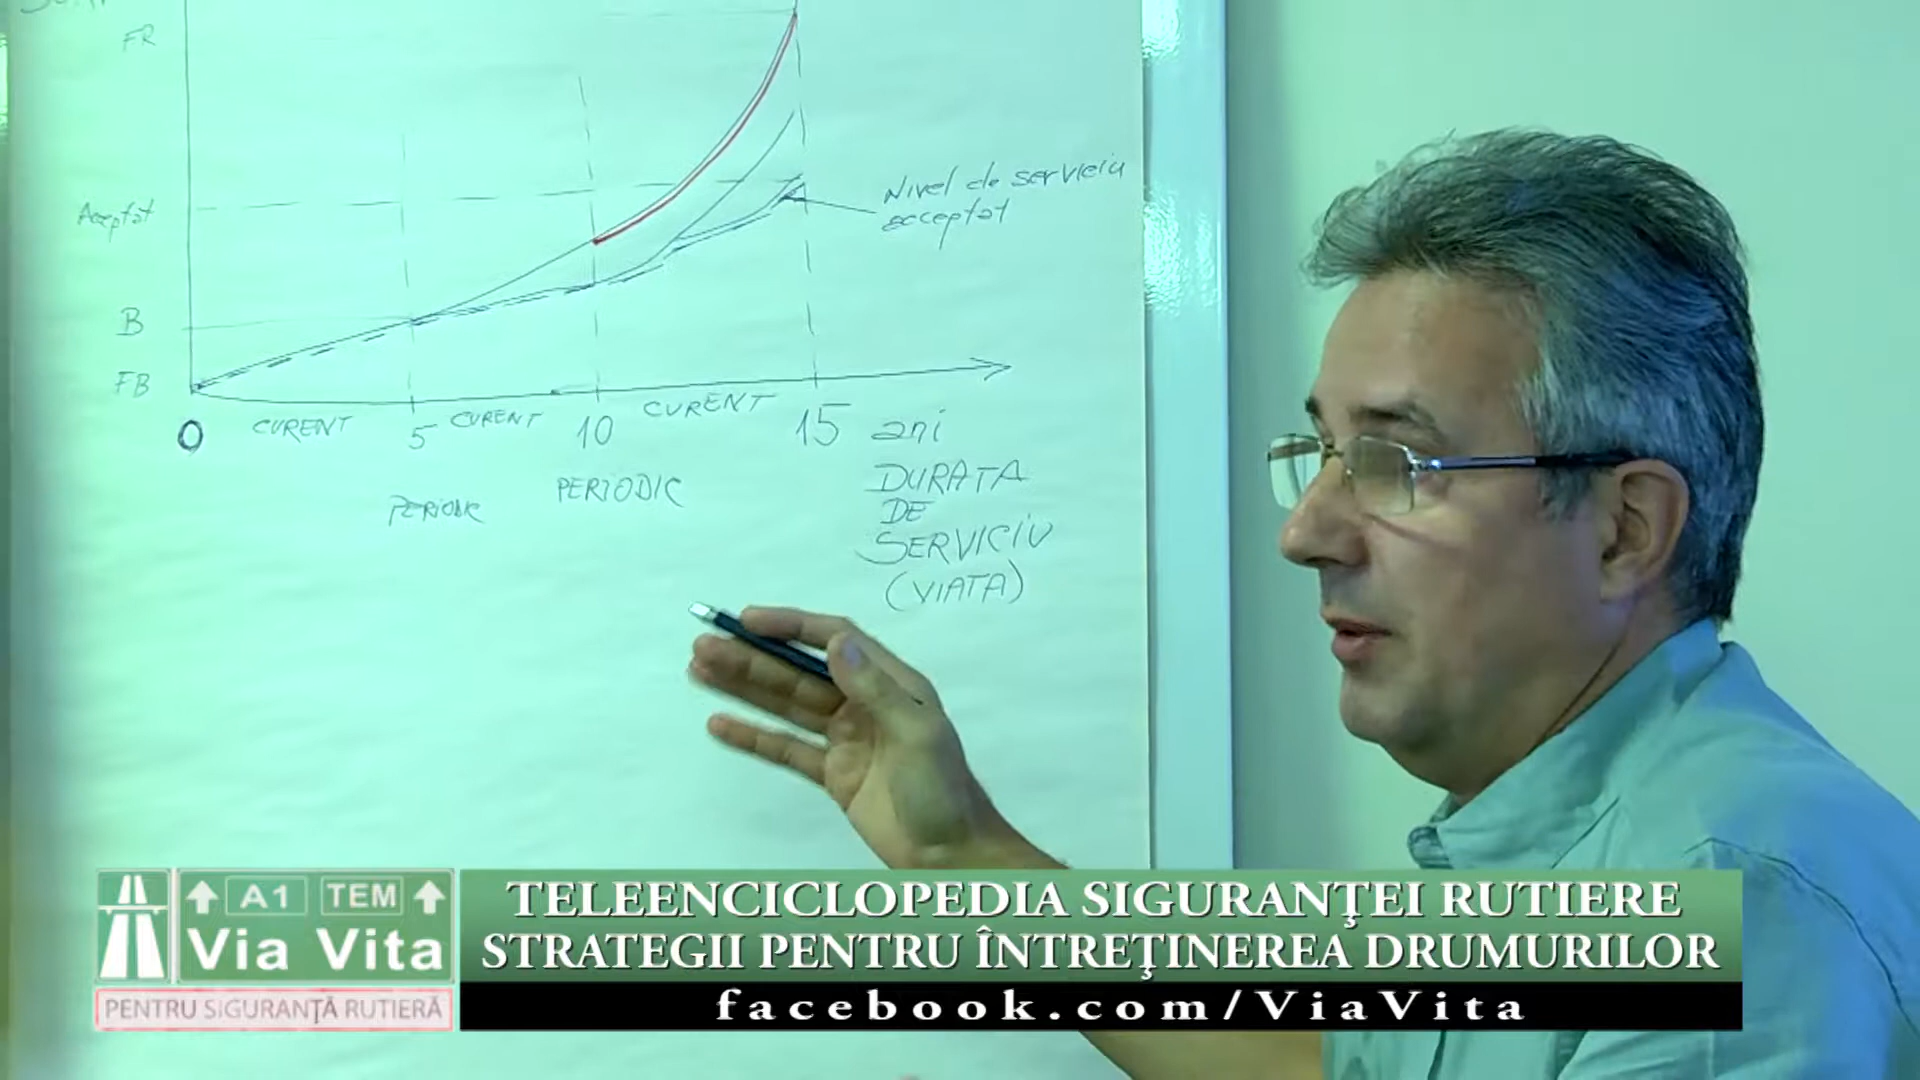 FR
Acceptat
Nivel de serviciu
acceptat
B
FB
0
CURENT
5
CURENT
10
CURENT
15
ani
PERIODIC
PERIODIC
DURATA
DE
SERVICIU
(VIATA)
A1 TEM
Via Vita
PENTRU SIGURANŢĂ RUTIERĂ
TELEENCICLOPEDIA SIGURANŢEI RUTIERE
STRATEGII PENTRU ÎNTREŢINEREA DRUMURILOR
facebook.com/ViaVita